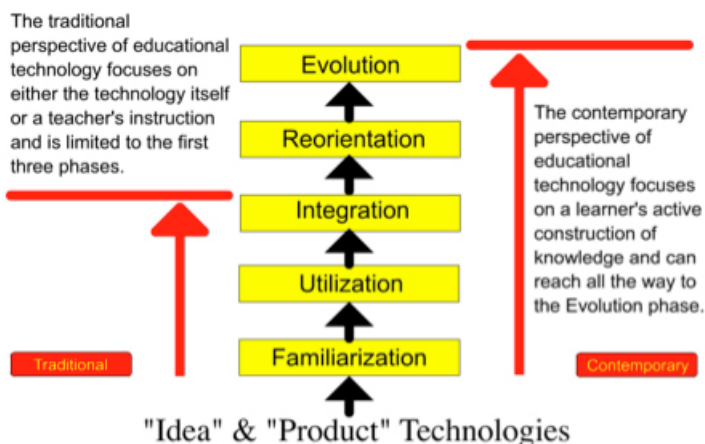 The traditional
perspective of educational
technology focuses on
either the technology itself
or a teacher's instruction
and is limited to the first
three phases.
Evolution
Reorientation
Integration
Utilization
Familiarization
The contemporary
perspective of
educational
technology focuses
on a learner's active
construction of
knowledge and can
reach all the way to
the Evolution phase.
Traditional
Contemporary
"Idea" & "Product" Technologies